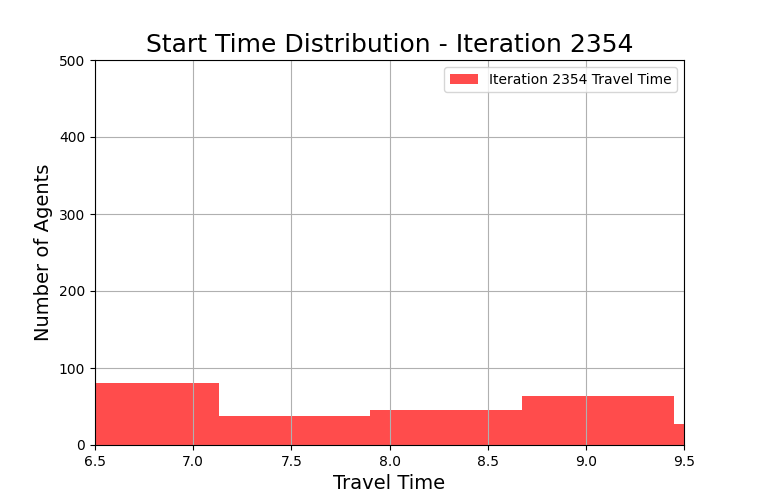 Start Time Distribution - Iteration 2354
Iteration 2354 Travel Time
Number of Agents
500
400
300
200
100
0
6.5 7.0 7.5 8.0 8.5 9.0 9.5
Travel Time